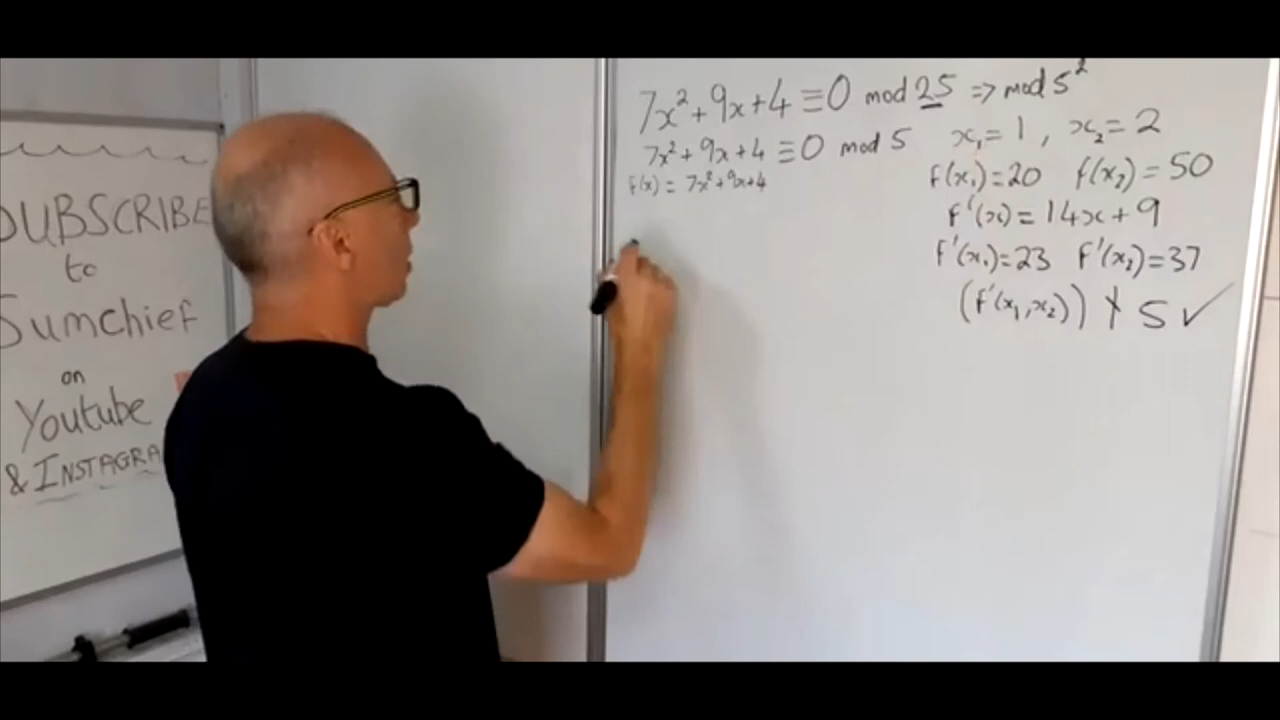 SUBSCRIBE
to
Sumchief
on
Youtube
& INSTAGRA
7x²+9x+4≡0 mod 25 => mod 5²
7x²+9x+4≡0 mod 5
f(x) = 7x²+9x+4
x₁=1, x₂=2
f(x₁)=20 f(x₂)=50
f'(x)=14x+9
f'(x₁)=23 f'(x₂)=37
(f'(x₁,x₂)) ∤ 5 ✓